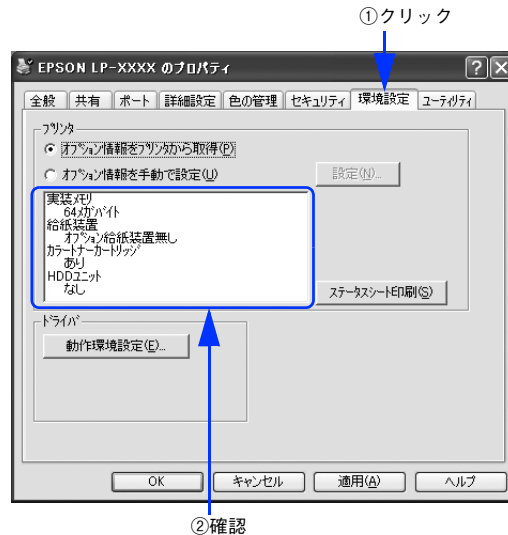 ①クリック
EPSON LP-XXXX のプロパティ
全般 共有 ポート 詳細設定 色の管理 セキュリティ 環境設定 ユーティリティ
プリンタ
オプション情報をプリンタから取得(P)
オプション情報を手動で設定(U)
設定(N)...
実装メモリ
64メガバイト
給紙装置
オプション給紙装置無し
カラートナーカートリッジ
あり
HDDユニット
なし
ステータスシート印刷(S)
ドライバ
動作環境設定(E)...
OK キャンセル 適用(A) ヘルプ
②確認